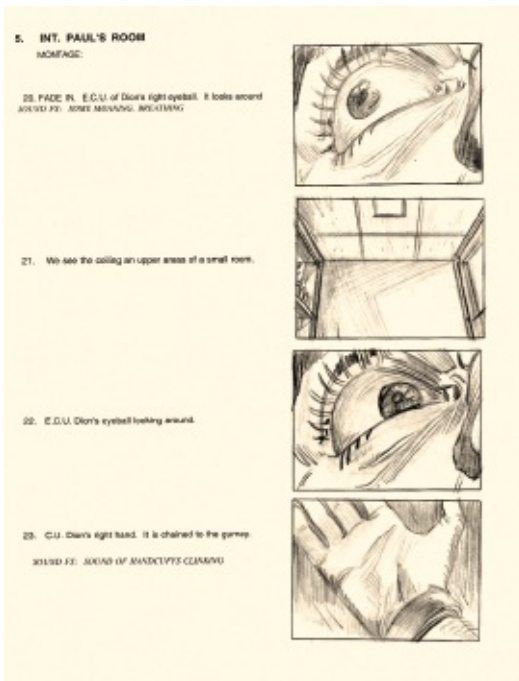 5. INT. PAUL'S ROOM
MONTAGE:
20. FADE IN. E.C.U. of Dion's right eyeball. It looks around
SOUND FX: SOME MOANING. BREATHING
21. We see the ceiling an upper areas of a small room.
22. E.C.U. Dion's eyeball looking around.
23. C.U. Dion's right hand. It is chained to the gurney.
SOUND FX: SOUND OF HANDCUFFS CLINKING